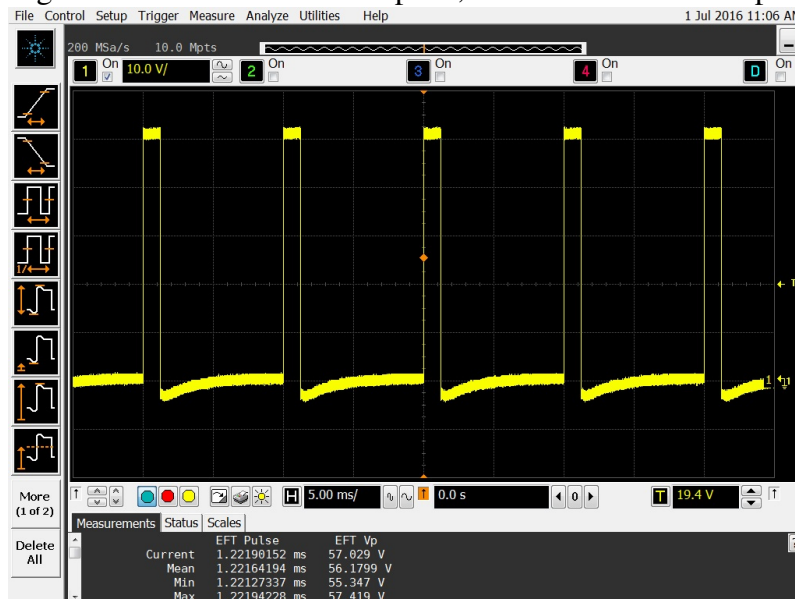 File Control Setup Trigger Measure Analyze Utilities Help 1 Jul 2016 11:06 AM
200 MSa/s 10.0 Mpts
1 On 10.0 V/ 2 On 3 On 4 On D On
T
1
1/
More
(1 of 2)
Delete
All
H 5.00 ms/ 0.0 s 0 T 19.4 V
Measurements Status Scales
EFT Pulse EFT Vp
Current 1.22190152 ms 57.029 V
Mean 1.22164194 ms 56.1799 V
Min 1.22127337 ms 55.347 V
Max 1.22194228 ms 57.419 V